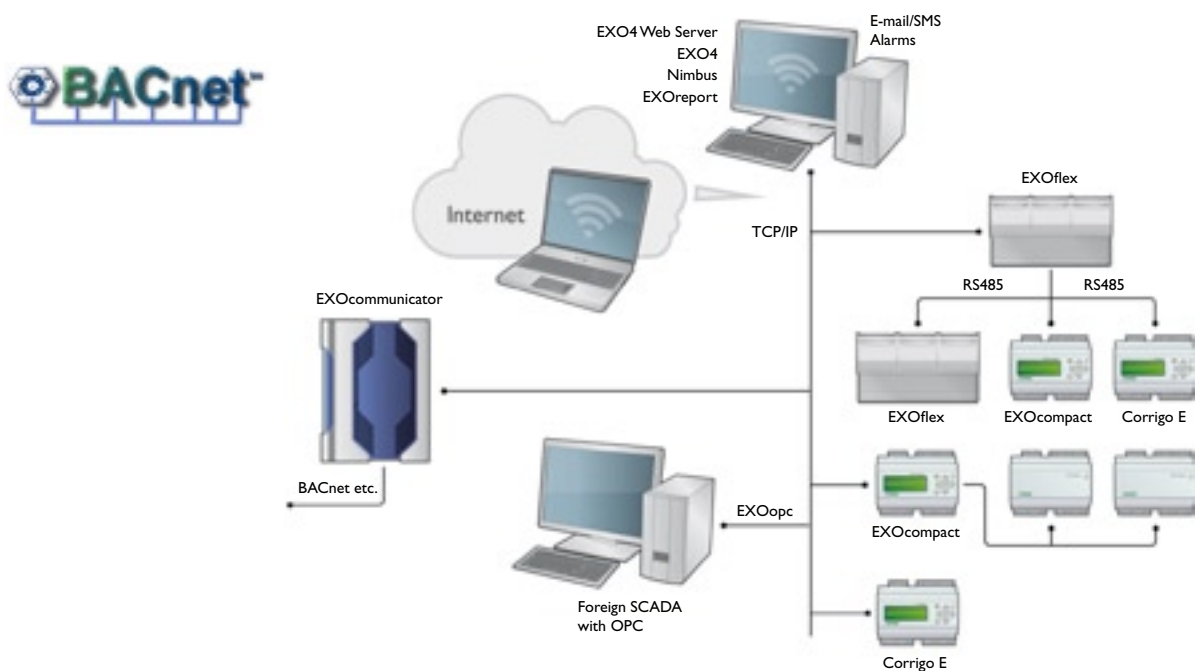 BACnet™
EXO4 Web Server
EXO4
Nimbus
EXOreport
E-mail/SMS
Alarms
Internet
TCP/IP
EXOflex
RS485
RS485
EXOcommunicator
EXOflex
EXOcompact
Corrigo E
BACnet etc.
EXOopc
EXOcompact
Foreign SCADA
with OPC
Corrigo E